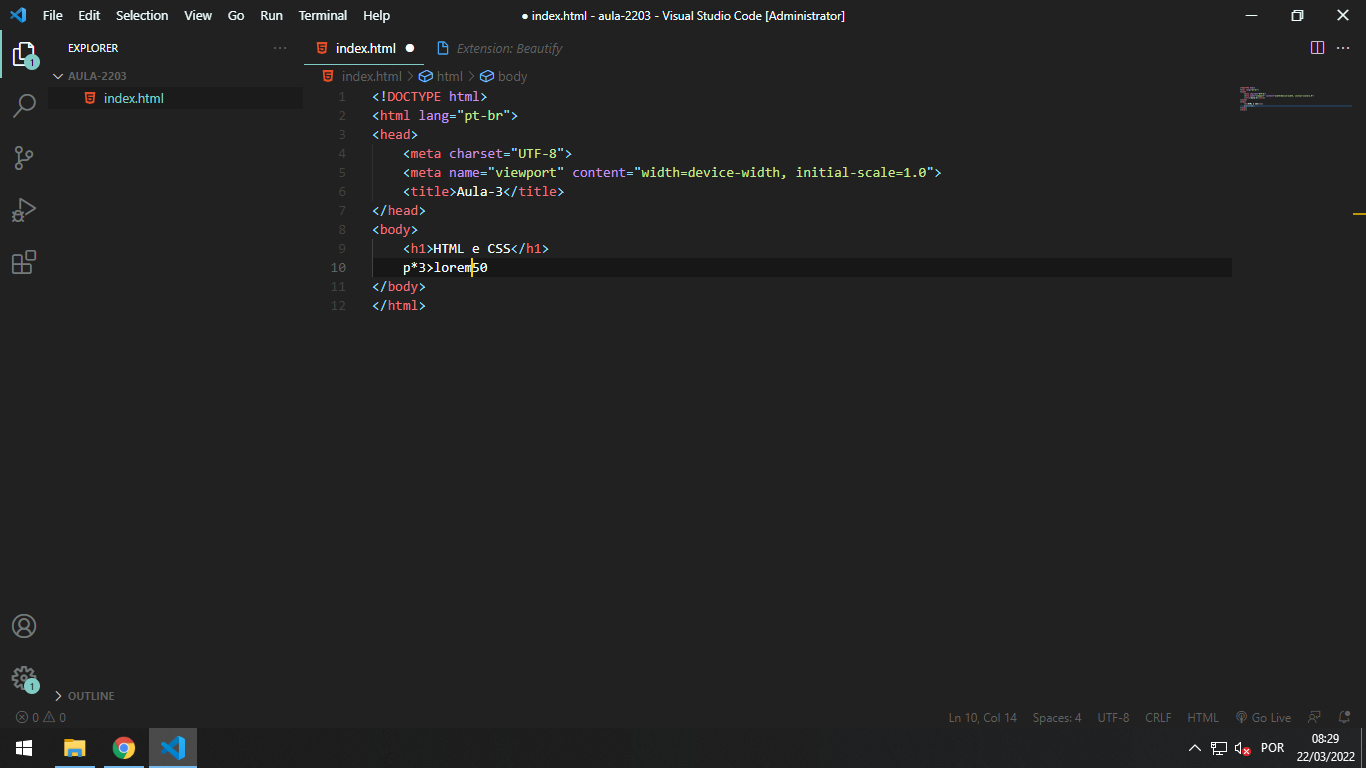 File Edit Selection View Go Run Terminal Help
● index.html - aula-2203 - Visual Studio Code [Administrator]
EXPLORER
index.html
Extension: Beautify
AULA-2203
index.html
index.html > html > body
1 <!DOCTYPE html>
2 <html lang="pt-br">
3 <head>
4 <meta charset="UTF-8">
5 <meta name="viewport" content="width=device-width, initial-scale=1.0">
6 <title>Aula-3</title>
7 </head>
8 <body>
9 <h1>HTML e CSS</h1>
10 p*3>lorem50
11 </body>
12 </html>
1
1
OUTLINE
0 0
Ln 10, Col 14 Spaces: 4 UTF-8 CRLF HTML Go Live
POR
08:29
22/03/2022